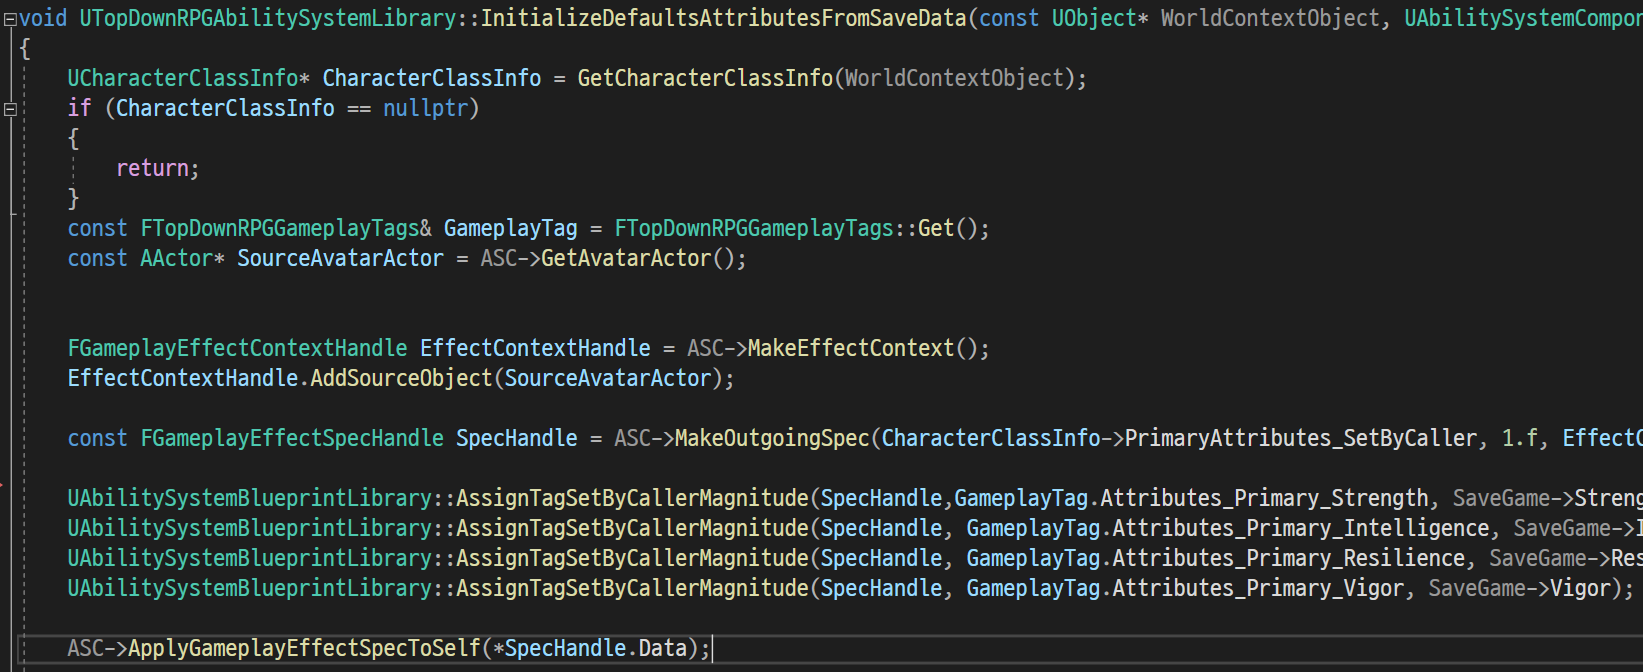 void UTopDownRPGAbilitySystemLibrary::InitializeDefaultsAttributesFromSaveData(const UObject* WorldContextObject, UAbilitySystemCompon
{
UCharacterClassInfo* CharacterClassInfo = GetCharacterClassInfo(WorldContextObject);
if (CharacterClassInfo == nullptr)
{
return;
}
const FTopDownRPGGameplayTags& GameplayTag = FTopDownRPGGameplayTags::Get();
const AActor* SourceAvatarActor = ASC->GetAvatarActor();
FGameplayEffectContextHandle EffectContextHandle = ASC->MakeEffectContext();
EffectContextHandle.AddSourceObject(SourceAvatarActor);
const FGameplayEffectSpecHandle SpecHandle = ASC->MakeOutgoingSpec(CharacterClassInfo->PrimaryAttributes_SetByCaller, 1.f, EffectC
UAbilitySystemBlueprintLibrary::AssignTagSetByCallerMagnitude(SpecHandle,GameplayTag.Attributes_Primary_Strength, SaveGame->Streng
UAbilitySystemBlueprintLibrary::AssignTagSetByCallerMagnitude(SpecHandle, GameplayTag.Attributes_Primary_Intelligence, SaveGame->I
UAbilitySystemBlueprintLibrary::AssignTagSetByCallerMagnitude(SpecHandle, GameplayTag.Attributes_Primary_Resilience, SaveGame->Res
UAbilitySystemBlueprintLibrary::AssignTagSetByCallerMagnitude(SpecHandle, GameplayTag.Attributes_Primary_Vigor, SaveGame->Vigor);
ASC->ApplyGameplayEffectSpecToSelf(*SpecHandle.Data);